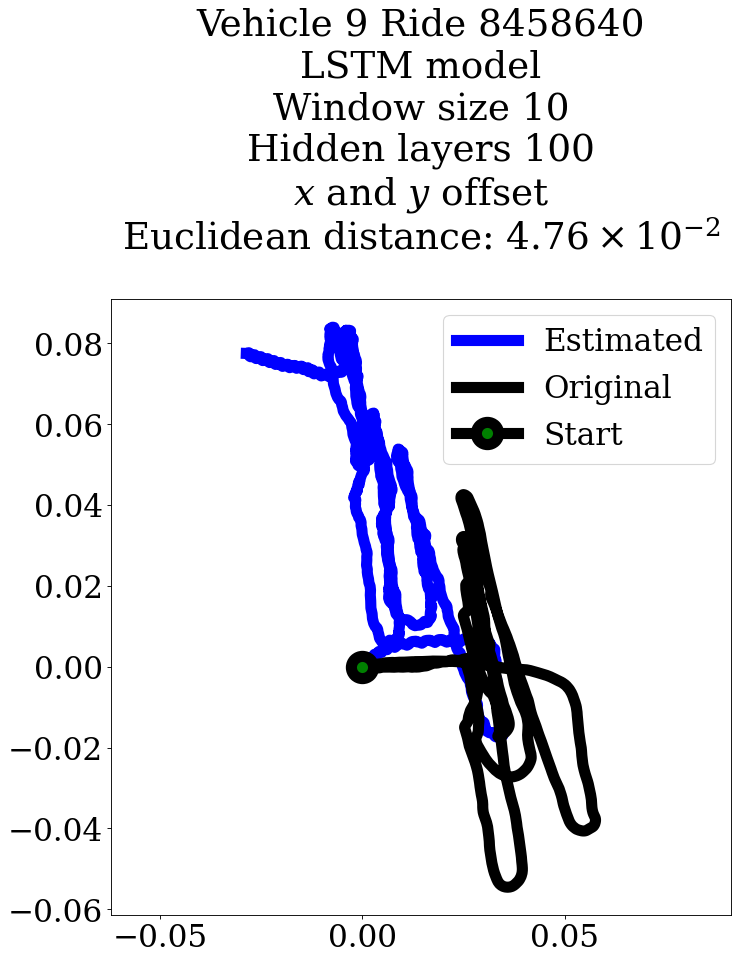 Vehicle 9 Ride 8458640
LSTM model
Window size 10
Hidden layers 100
x and y offset
Euclidean distance: 4.76 × 10⁻²
Estimated
Original
Start
0.08
0.06
0.04
0.02
0.00
−0.02
−0.04
−0.06
−0.05 0.00 0.05